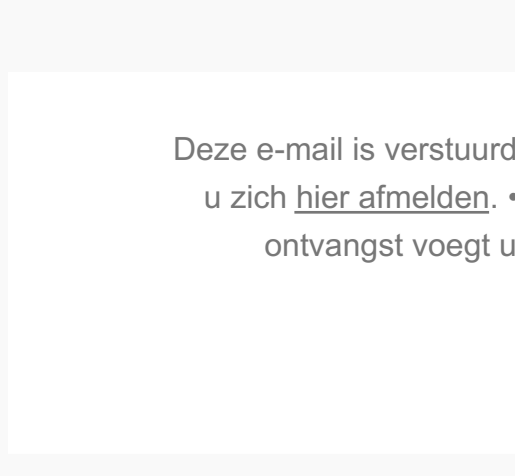 Deze e-mail is verstuurd
u zich hier afmelden. •
ontvangst voegt u